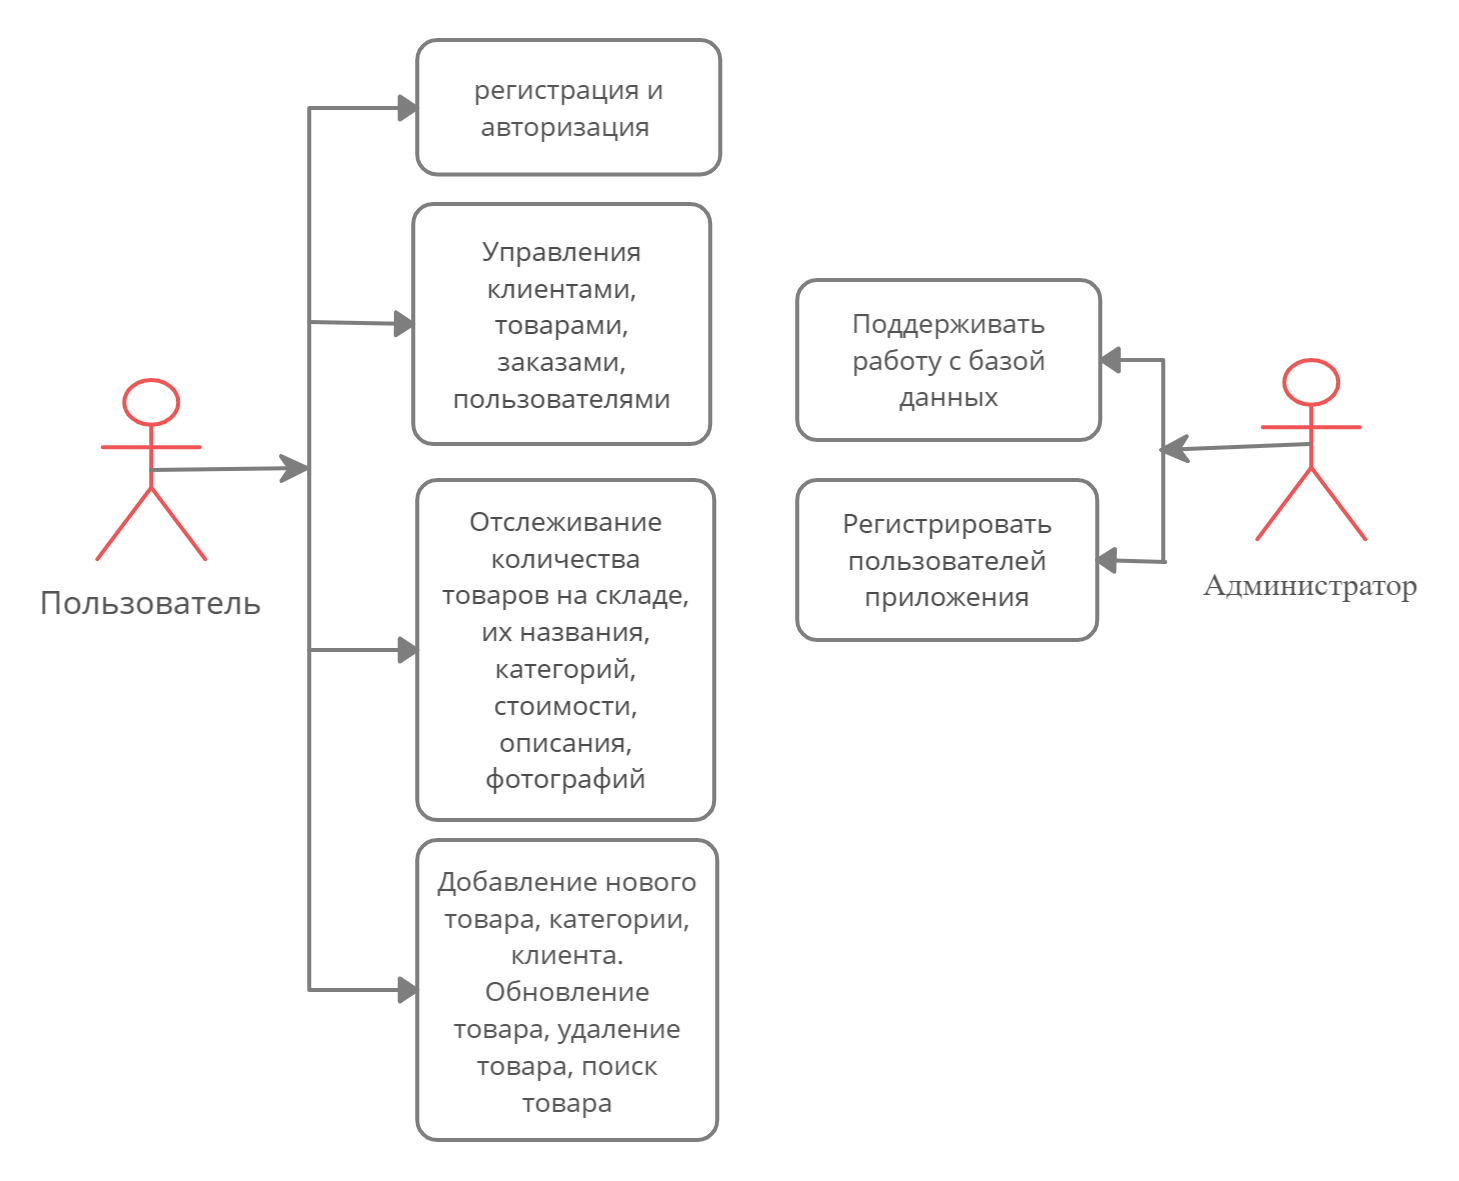 регистрация и
авторизация
Управления
клиентами,
товарами,
заказами,
пользователями
Поддерживать
работу с базой
данных
Отслеживание
количества
товаров на складе,
их названия,
категорий,
стоимости,
описания,
фотографий
Регистрировать
пользователей
приложения
Пользователь
Администратор
Добавление нового
товара, категории,
клиента.
Обновление
товара, удаление
товара, поиск
товара